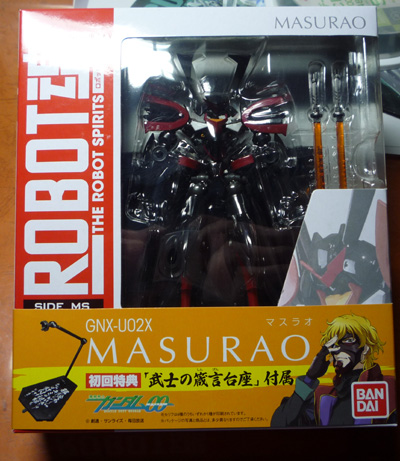 MASURAO
ROBOT魂
THE ROBOT SPIRITS
SIDE MS
GNX-U02X
マスラオ
MASURAO
初回特典「武士の箴言台座」付属
ガンダム00
BAN
DAI